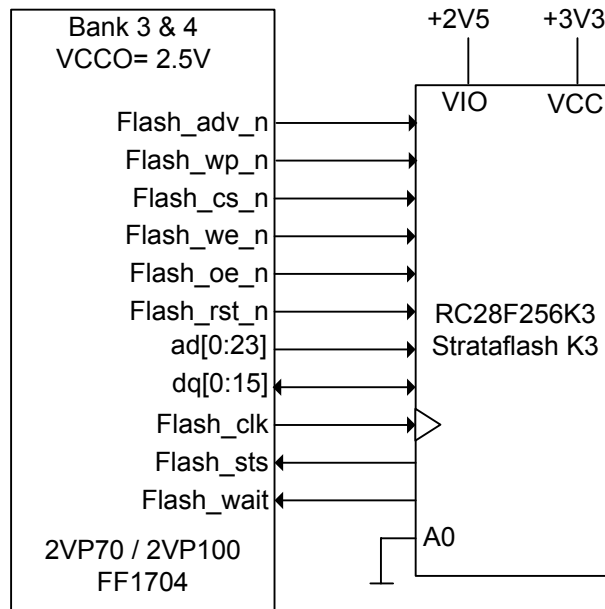 Bank 3 & 4
VCCO= 2.5V
Flash_adv_n
Flash_wp_n
Flash_cs_n
Flash_we_n
Flash_oe_n
Flash_rst_n
ad[0:23]
dq[0:15]
Flash_clk
Flash_sts
Flash_wait
2VP70 / 2VP100
FF1704
+2V5
+3V3
VIO
VCC
RC28F256K3
Strataflash K3
A0